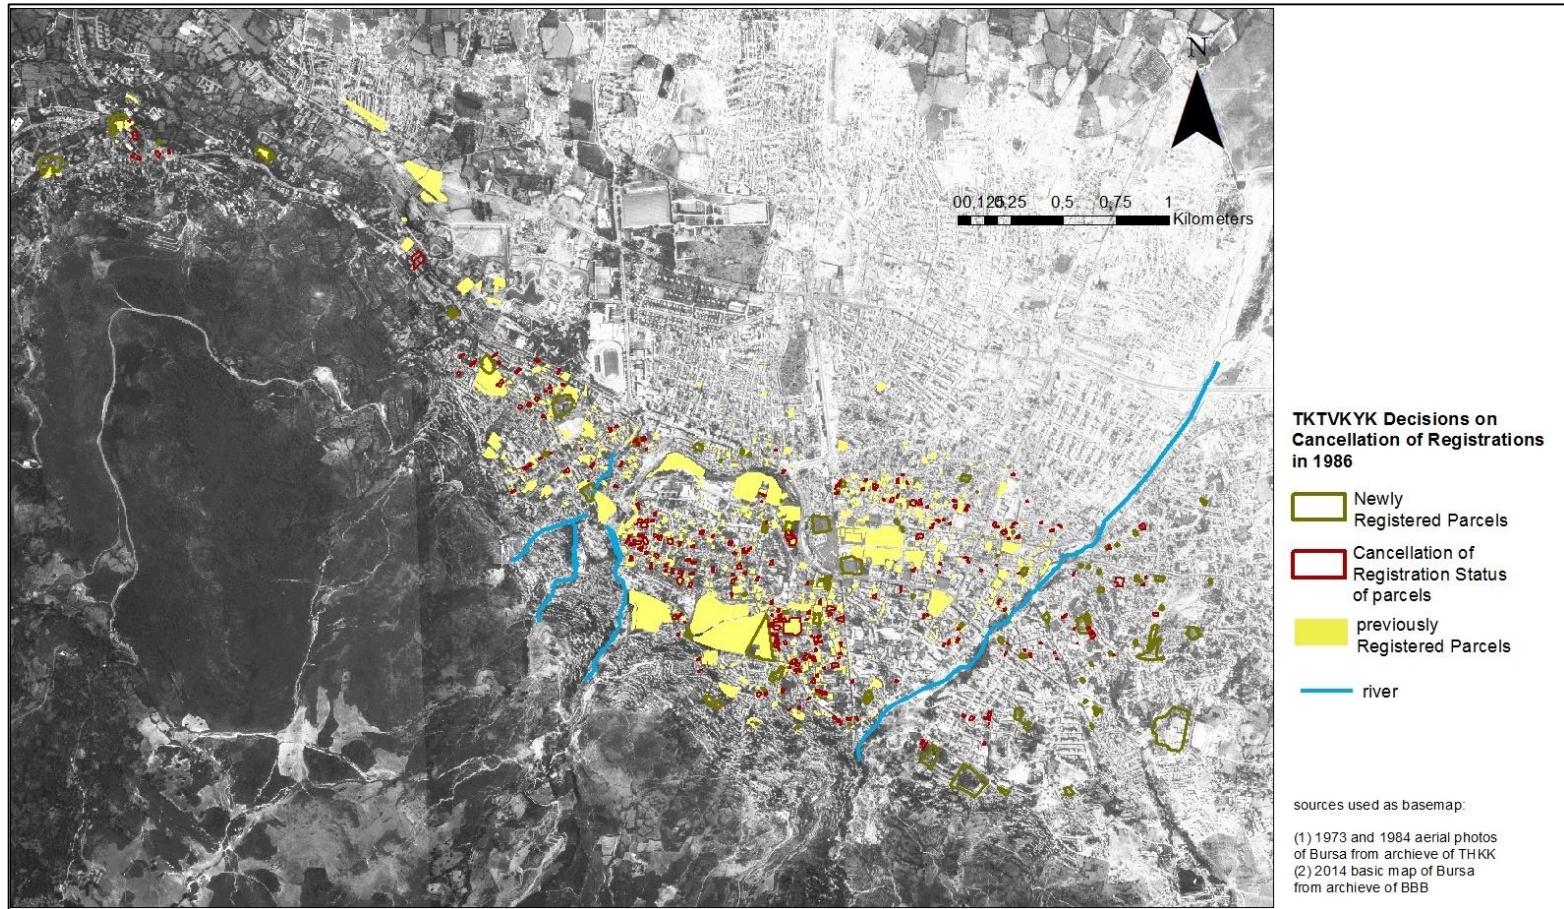 N
00,1250,25 0,5 0,75 1
Kilometers
TKTVKYK Decisions on
Cancellation of Registrations
in 1986
Newly
Registered Parcels
Cancellation of
Registration Status
of parcels
previously
Registered Parcels
river
sources used as basemap:
(1) 1973 and 1984 aerial photos
of Bursa from archieve of THKK
(2) 2014 basic map of Bursa
from archieve of BBB